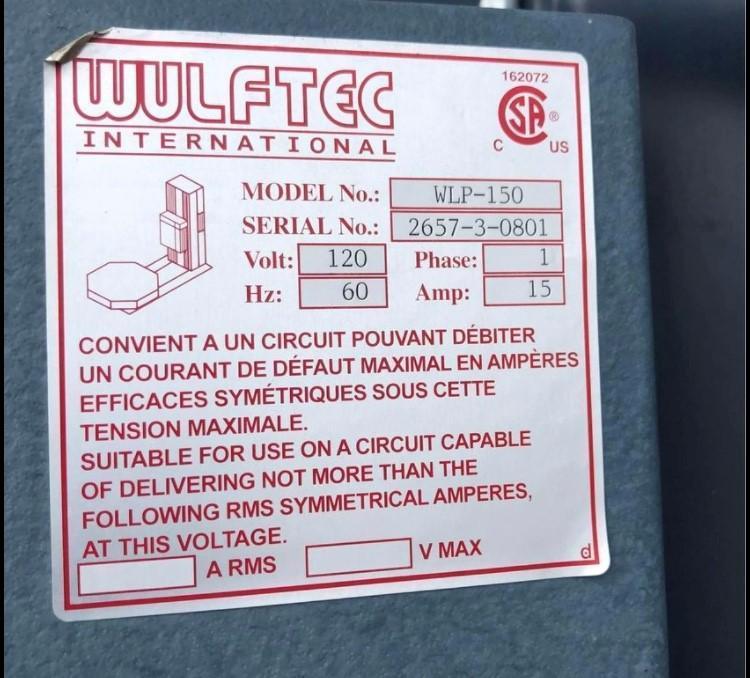 WULFTEC
INTERNATIONAL
162072
CSA ®
C US
MODEL No.: WLP-150
SERIAL No.: 2657-3-0801
Volt: 120 Phase: 1
Hz: 60 Amp: 15
CONVIENT A UN CIRCUIT POUVANT DÉBITER
UN COURANT DE DÉFAUT MAXIMAL EN AMPÈRES
EFFICACES SYMÉTRIQUES SOUS CETTE
TENSION MAXIMALE.
SUITABLE FOR USE ON A CIRCUIT CAPABLE
OF DELIVERING NOT MORE THAN THE
FOLLOWING RMS SYMMETRICAL AMPERES,
AT THIS VOLTAGE.
A RMS V MAX
d